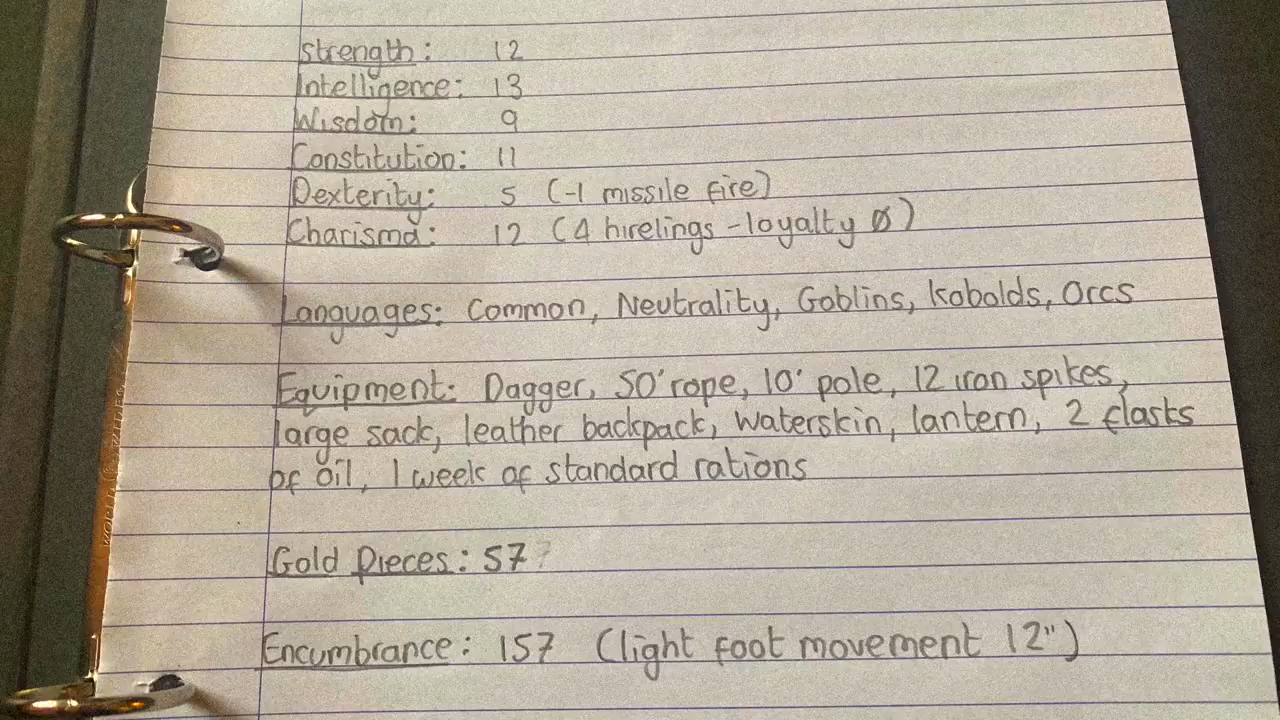 Strength: 12
Intelligence: 13
Wisdom: 9
Constitution: 11
Dexterity: 5 (-1 missile fire)
Charisma: 12 (4 hirelings - loyalty Ø)
Languages: Common, Neutrality, Goblins, Kobolds, Orcs
Equipment: Dagger, 50' rope, 10' pole, 12 iron spikes,
large sack, leather backpack, waterskin, lantern, 2 flasks
of oil, 1 week of standard rations
Gold Pieces: 57
Encumbrance: 157 (light foot movement 12")